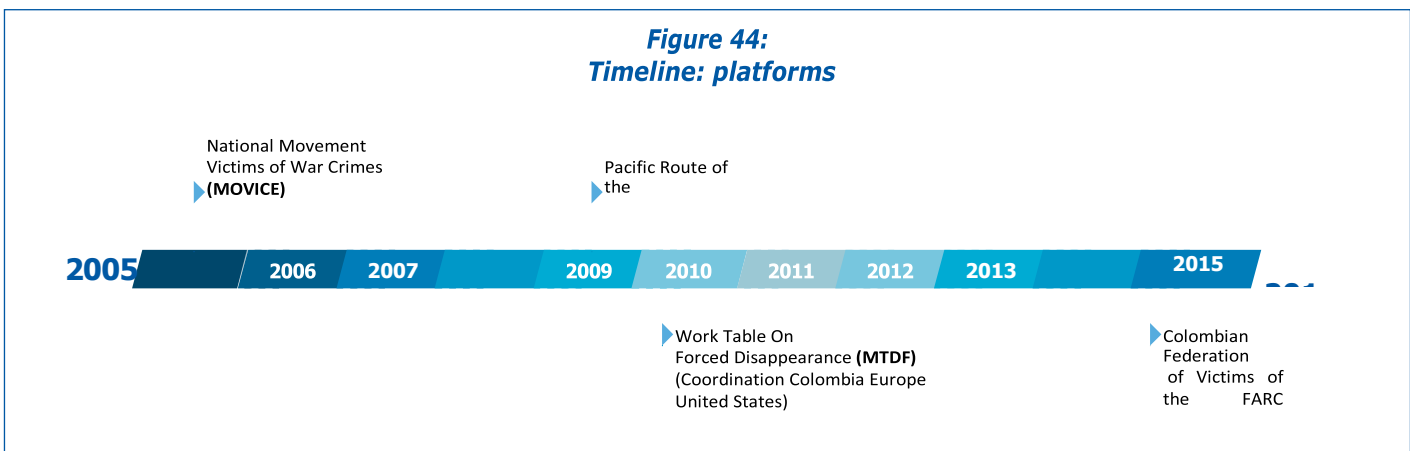 Figure 44:
Timeline: platforms
National Movement
Victims of War Crimes
(MOVICE)
Pacific Route of
the
2005
2006
2007
2009
2010
2011
2012
2013
2015
Work Table On
Forced Disappearance (MTDF)
(Coordination Colombia Europe
United States)
Colombian
Federation
of Victims of
the FARC